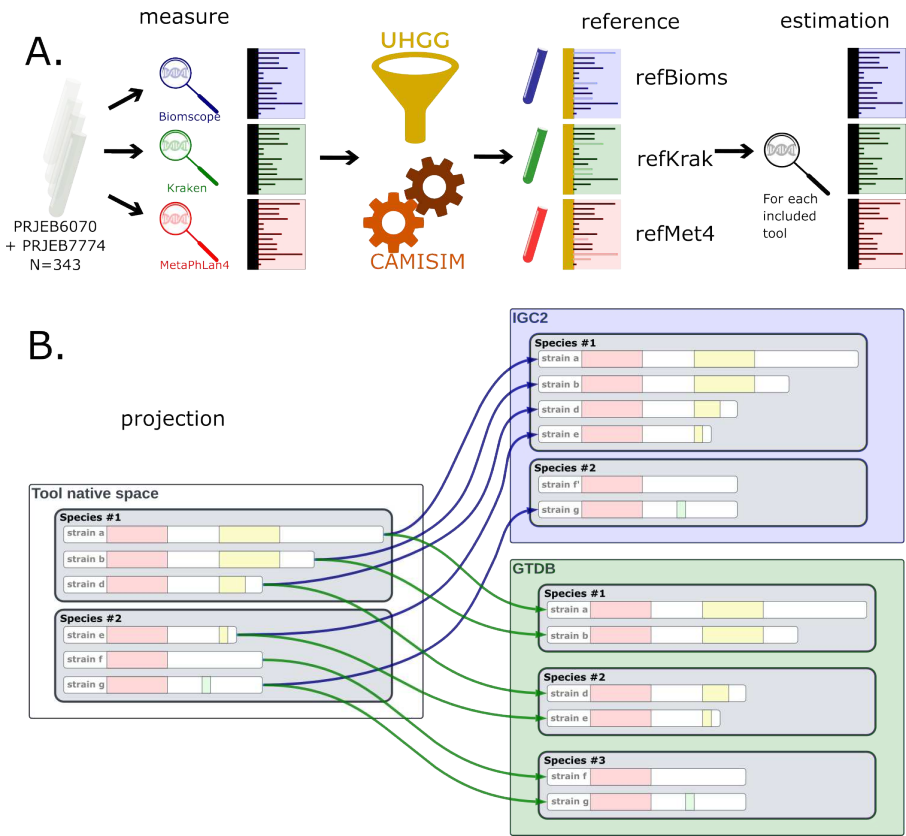 A.
measure
reference
estimation
UHGG
Biomscope
Kraken
MetaPhLan4
PRJEB6070
+ PRJEB7774
N=343
CAMISIM
refBioms
refKrak
refMet4
For each
included
tool
B.
projection
Tool native space
Species #1
strain a
strain b
strain d
Species #2
strain e
strain f
strain g
IGC2
Species #1
strain a
strain b
strain d
strain e
Species #2
strain f'
strain g
GTDB
Species #1
strain a
strain b
Species #2
strain d
strain e
Species #3
strain f
strain g